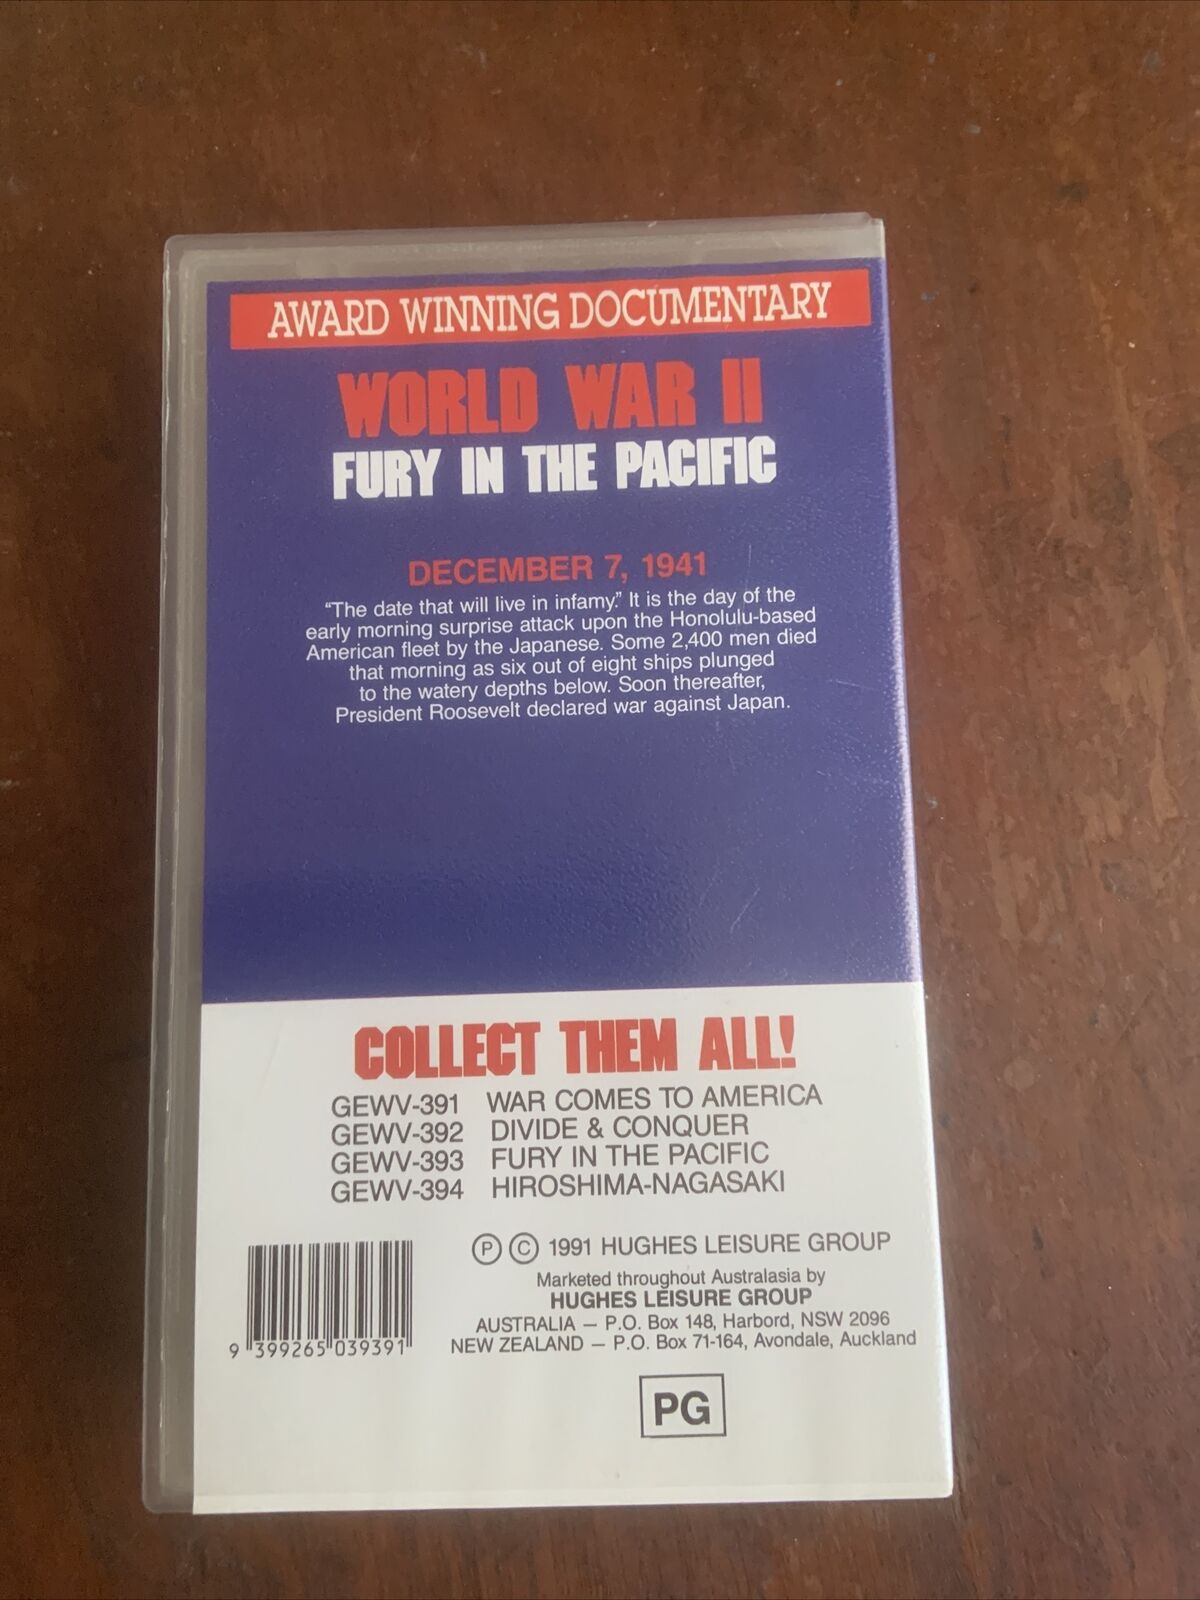 AWARD WINNING DOCUMENTARY
WORLD WAR II
FURY IN THE PACIFIC
DECEMBER 7, 1941
“The date that will live in infamy.” It is the day of the
early morning surprise attack upon the Honolulu-based
American fleet by the Japanese. Some 2,400 men died
that morning as six out of eight ships plunged
to the watery depths below. Soon thereafter,
President Roosevelt declared war against Japan.
COLLECT THEM ALL!
GEWV-391 WAR COMES TO AMERICA
GEWV-392 DIVIDE & CONQUER
GEWV-393 FURY IN THE PACIFIC
GEWV-394 HIROSHIMA-NAGASAKI
Ⓟ Ⓒ 1991 HUGHES LEISURE GROUP
Marketed throughout Australasia by
HUGHES LEISURE GROUP
AUSTRALIA — P.O. Box 148, Harbord, NSW 2096
NEW ZEALAND — P.O. Box 71-164, Avondale, Auckland
9 399265 039391
PG